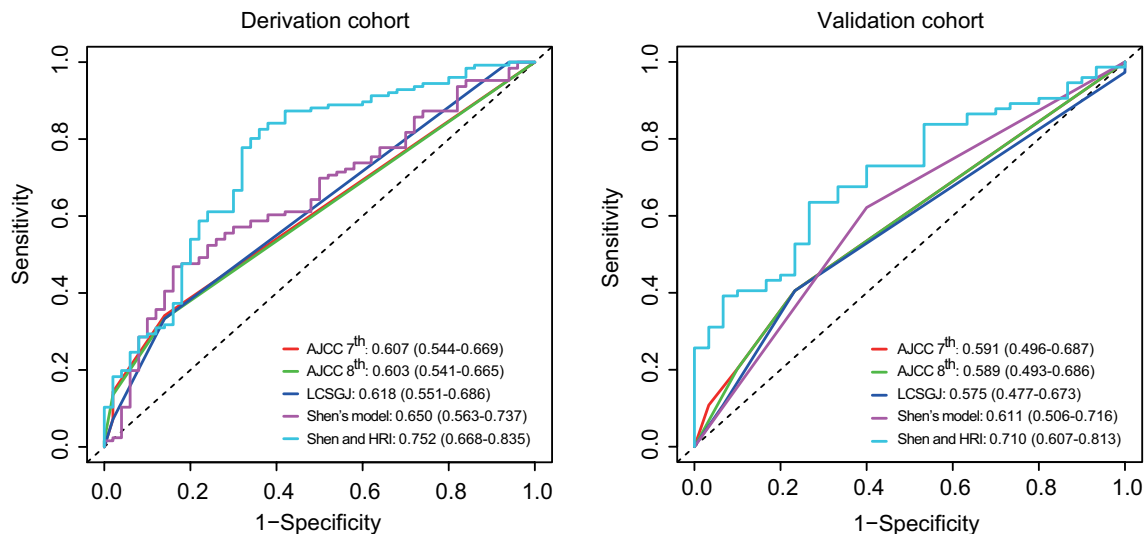 Derivation cohort
Sensitivity
1.0
0.8
0.6
0.4
0.2
0.0
AJCC 7th: 0.607 (0.544-0.669)
AJCC 8th: 0.603 (0.541-0.665)
LCSGJ: 0.618 (0.551-0.686)
Shen's model: 0.650 (0.563-0.737)
Shen and HRI: 0.752 (0.668-0.835)
0.0 0.2 0.4 0.6 0.8 1.0
1−Specificity
Validation cohort
Sensitivity
1.0
0.8
0.6
0.4
0.2
0.0
AJCC 7th: 0.591 (0.496-0.687)
AJCC 8th: 0.589 (0.493-0.686)
LCSGJ: 0.575 (0.477-0.673)
Shen's model: 0.611 (0.506-0.716)
Shen and HRI: 0.710 (0.607-0.813)
0.0 0.2 0.4 0.6 0.8 1.0
1−Specificity